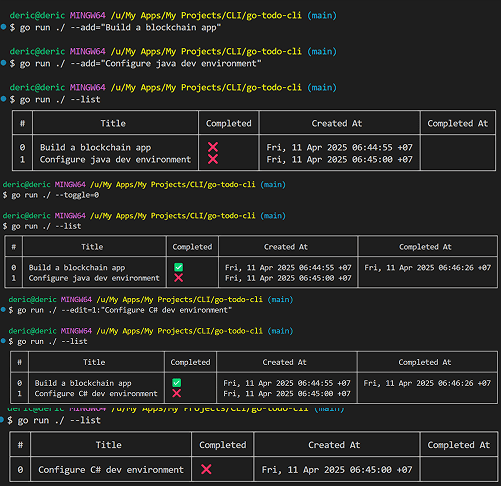 deric@deric MINGW64 /u/My Apps/My Projects/CLI/go-todo-cli (main)
$ go run ./ --add="Build a blockchain app"
deric@deric MINGW64 /u/My Apps/My Projects/CLI/go-todo-cli (main)
$ go run ./ --add="Configure java dev environment"
deric@deric MINGW64 /u/My Apps/My Projects/CLI/go-todo-cli (main)
$ go run ./ --list
# Title Completed Created At Completed At
0 Build a blockchain app ❌ Fri, 11 Apr 2025 06:44:55 +07
1 Configure java dev environment ❌ Fri, 11 Apr 2025 06:45:00 +07
deric@deric MINGW64 /u/My Apps/My Projects/CLI/go-todo-cli (main)
$ go run ./ --toggle=0
deric@deric MINGW64 /u/My Apps/My Projects/CLI/go-todo-cli (main)
$ go run ./ --list
# Title Completed Created At Completed At
0 Build a blockchain app ✅ Fri, 11 Apr 2025 06:44:55 +07 Fri, 11 Apr 2025 06:46:26 +07
1 Configure java dev environment ❌ Fri, 11 Apr 2025 06:45:00 +07
deric@deric MINGW64 /u/My Apps/My Projects/CLI/go-todo-cli (main)
$ go run ./ --edit=1:"Configure C# dev environment"
deric@deric MINGW64 /u/My Apps/My Projects/CLI/go-todo-cli (main)
$ go run ./ --list
# Title Completed Created At Completed At
0 Build a blockchain app ✅ Fri, 11 Apr 2025 06:44:55 +07 Fri, 11 Apr 2025 06:46:26 +07
1 Configure C# dev environment ❌ Fri, 11 Apr 2025 06:45:00 +07
deric@deric MINGW64 /u/My Apps/My Projects/CLI/go-todo-cli (main)
$ go run ./ --list
# Title Completed Created At Completed At
0 Configure C# dev environment ❌ Fri, 11 Apr 2025 06:45:00 +07